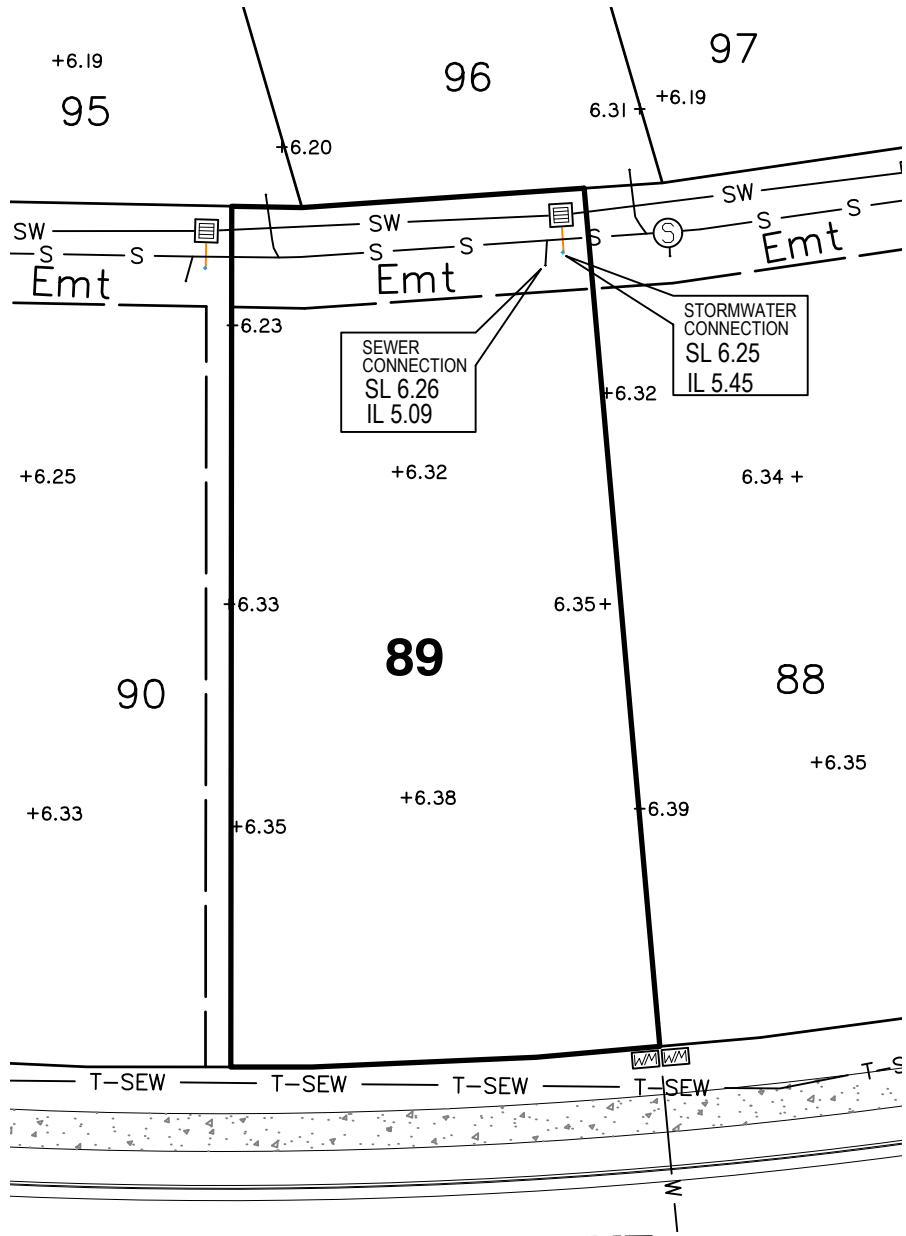 +6.19
95
96
97
6.31 +
+6.19
+6.20
SW
SW
SW
S
S
S
S
S
S
S
S
Emt
Emt
Emt
+6.23
SEWER
CONNECTION
SL 6.26
IL 5.09
STORMWATER
CONNECTION
SL 6.25
IL 5.45
+6.32
+6.25
+6.32
6.34 +
+6.33
6.35+
89
90
88
+6.35
+6.33
+6.35
+6.38
+6.39
W/M
W/M
T-SEW
T-SEW
T-SEW
T-SEW
T-S
W